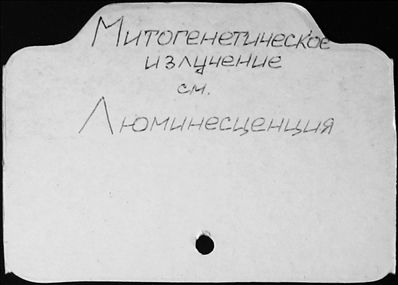 Митогенетическое
излучение
см.
Люминесценция